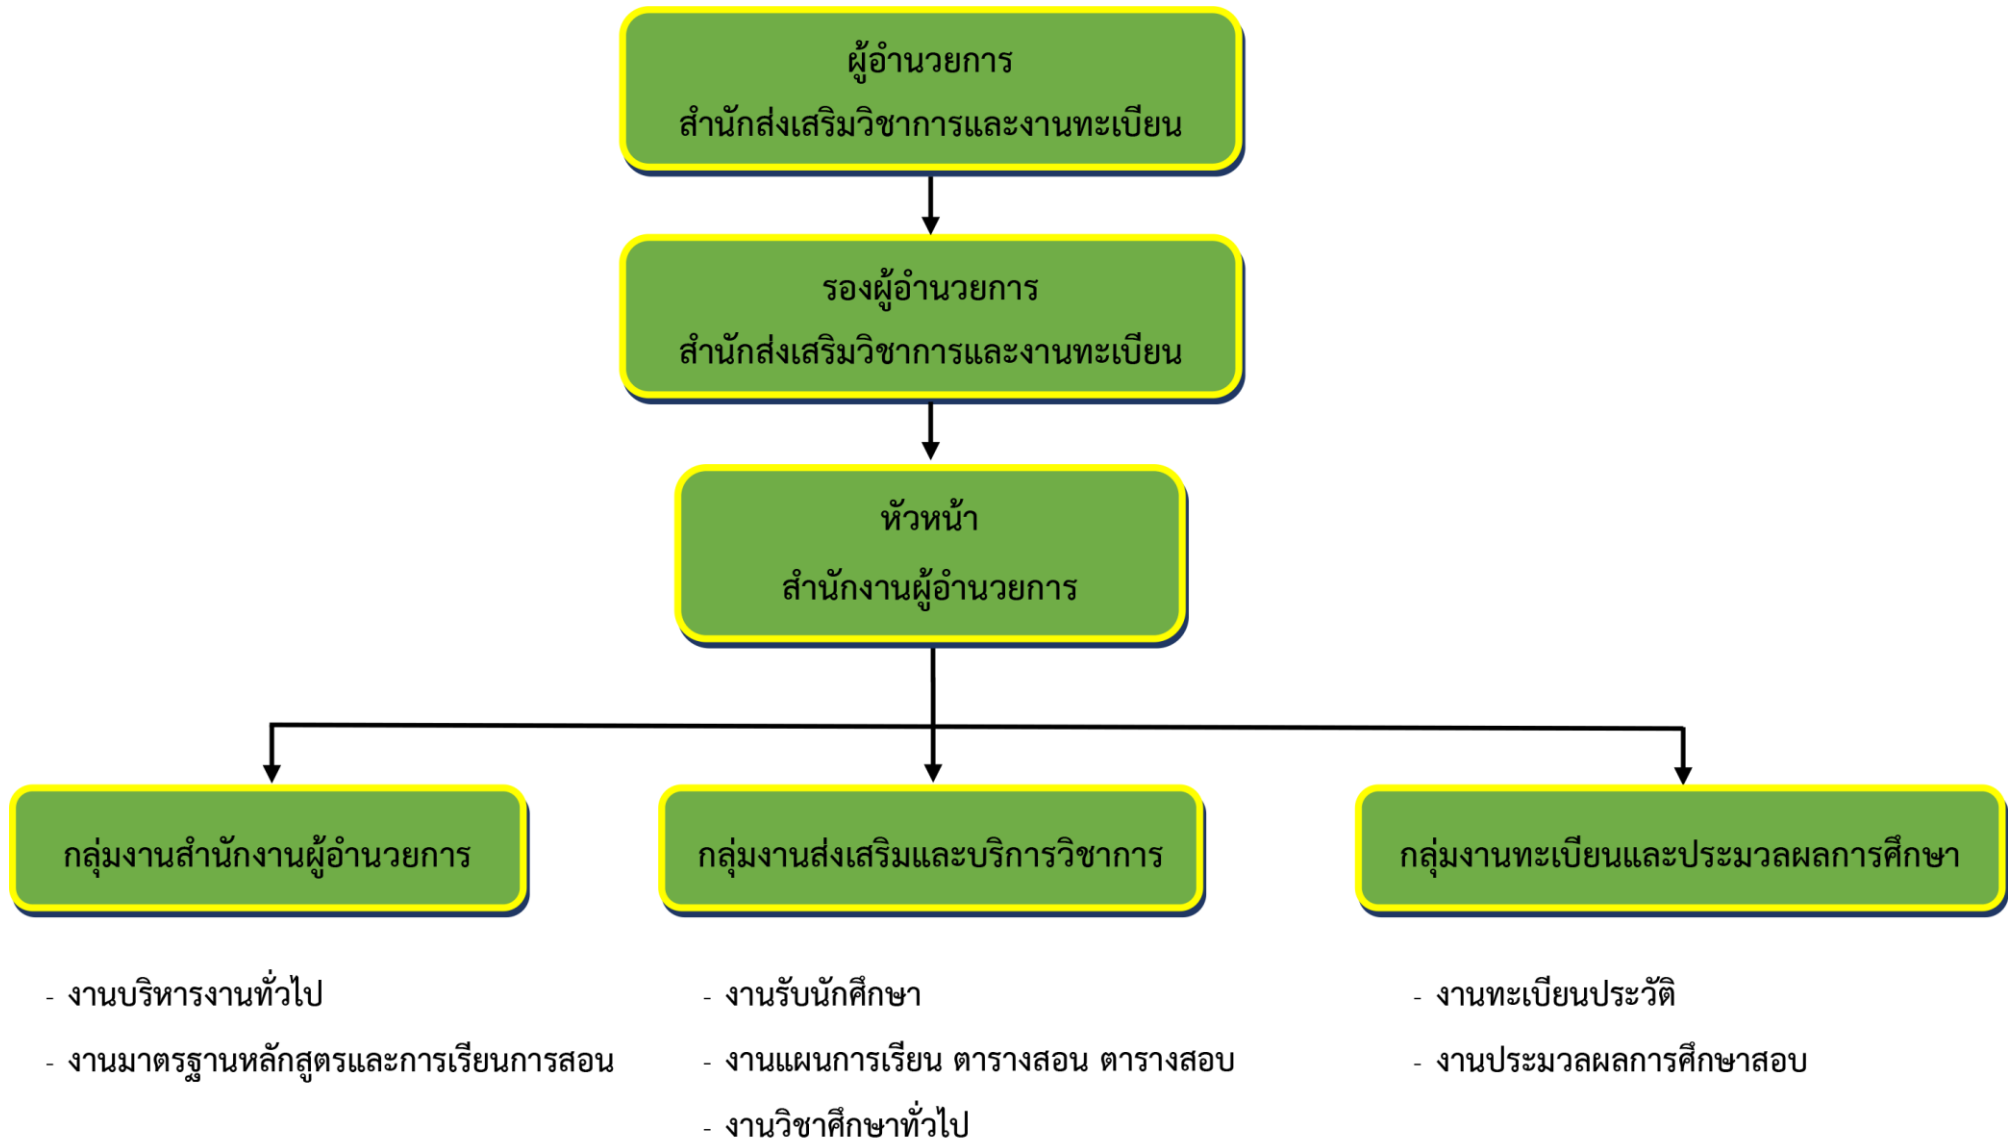 ผู้อำนวยการ
สำนักส่งเสริมวิชาการและงานทะเบียน
รองผู้อำนวยการ
สำนักส่งเสริมวิชาการและงานทะเบียน
หัวหน้า
สำนักงานผู้อำนวยการ
กลุ่มงานสำนักงานผู้อำนวยการ
- งานบริหารงานทั่วไป
- งานมาตรฐานหลักสูตรและการเรียนการสอน
กลุ่มงานส่งเสริมและบริการวิชาการ
- งานรับนักศึกษา
- งานแผนการเรียน ตารางสอน ตารางสอบ
- งานวิชาศึกษาทั่วไป
กลุ่มงานทะเบียนและประมวลผลการศึกษา
- งานทะเบียนประวัติ
- งานประมวลผลการศึกษาสอบ